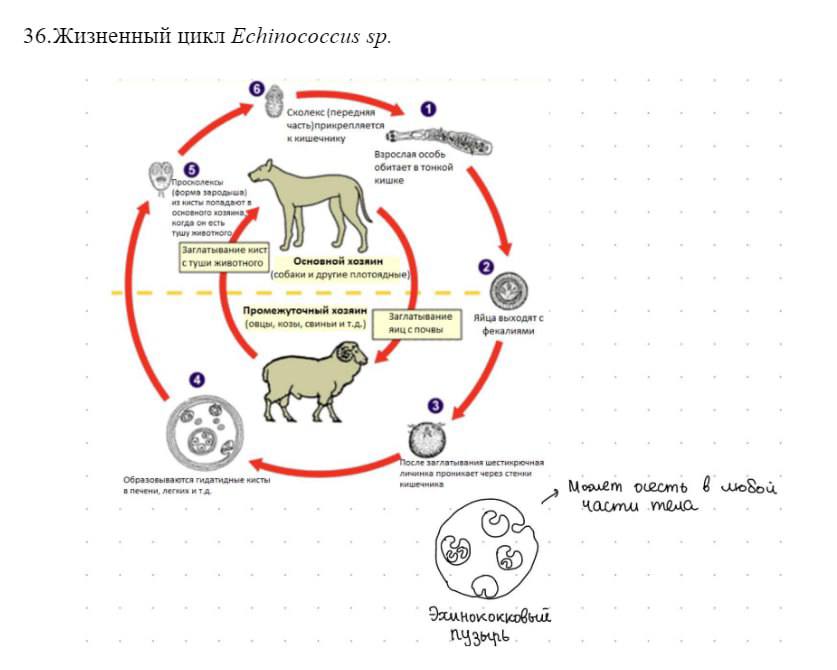 36.Жизненный цикл Echinococcus sp.
6
Сколекс (передняя
часть)прикрепляется
к кишечнику
1
Взрослая особь
обитает в тонкой
кишке
5
Просколексы
(форма зародыша)
из кисты попадают в
основного хозяина,
когда он есть
тушу животного
Заглатывание кист
с туши животного
Основной хозяин
(собаки и другие плотоядные)
2
Яйца выходят с
фекалиями
Промежуточный хозяин
(овцы, козы, свиньи и т.д.)
Заглатывание
яиц с почвы
4
Образовываются гидатидные кисты
в печени, легких и т.д.
3
После заглатывания шестикрючная
личинка проникает через стенки
кишечника
Может осесть в любой
части тела
Эхинококковый
пузырь